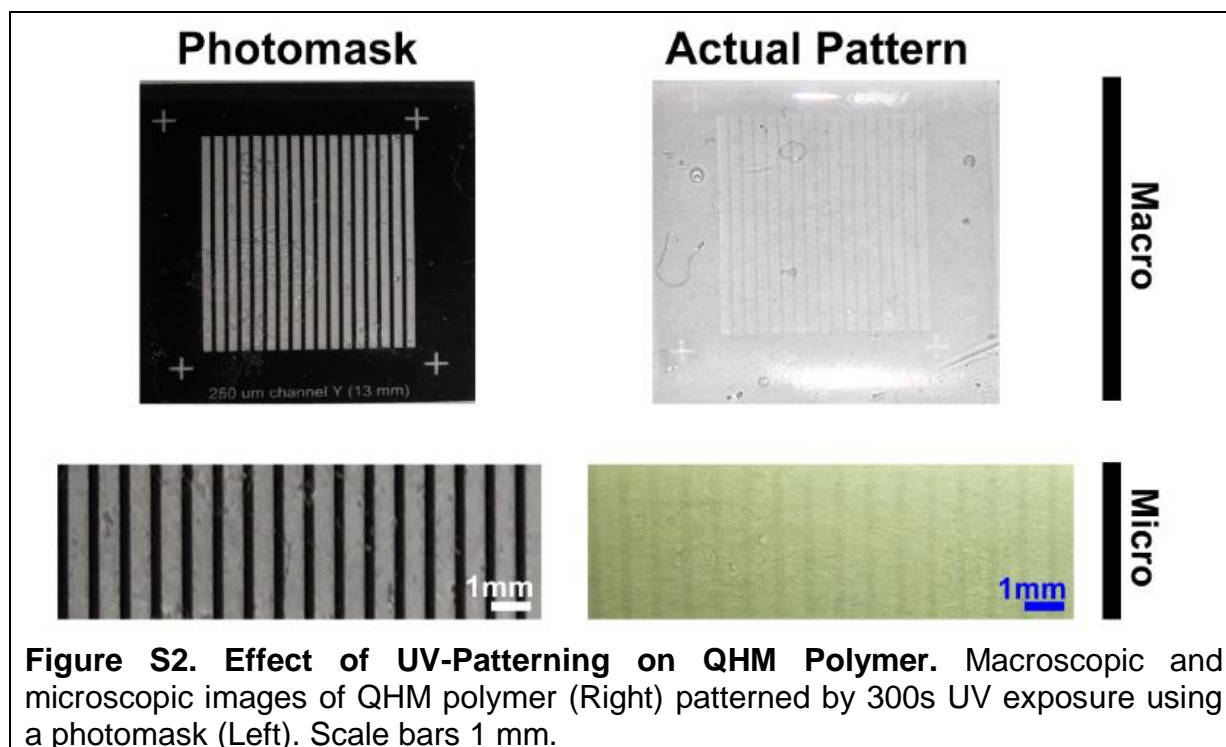 Photomask
Actual Pattern
250 um channel Y (13 mm)
Macro
1mm
1mm
Micro
Figure S2. Effect of UV-Patterning on QHM Polymer. Macroscopic and
microscopic images of QHM polymer (Right) patterned by 300s UV exposure using
a photomask (Left). Scale bars 1 mm.